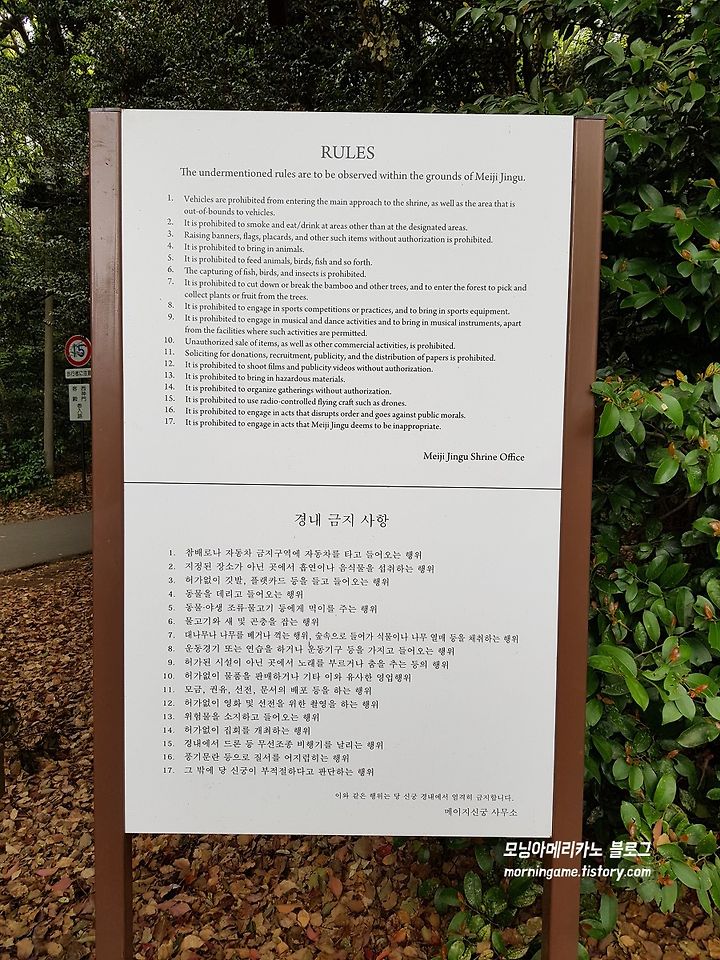 RULES
The undermentioned rules are to be observed within the grounds of Meiji Jingu.
1. Vehicles are prohibited from entering the main approach to the shrine, as well as the area that is
out-of-bounds to vehicles.
2. It is prohibited to smoke and eat/drink at areas other than at the designated areas.
3. Raising banners, flags, placards, and other such items without authorization is prohibited.
4. It is prohibited to bring in animals.
5. It is prohibited to feed animals, birds, fish and so forth.
6. The capturing of fish, birds, and insects is prohibited.
7. It is prohibited to cut down or break the bamboo and other trees, and to enter the forest to pick and
collect plants or fruit from the trees.
8. It is prohibited to engage in sports competitions or practices, and to bring in sports equipment.
9. It is prohibited to engage in musical and dance activities and to bring in musical instruments, apart
from the facilities where such activities are permitted.
10. Unauthorized sale of items, as well as other commercial activities, is prohibited.
11. Soliciting for donations, recruitment, publicity, and the distribution of papers is prohibited.
12. It is prohibited to shoot films and publicity videos without authorization.
13. It is prohibited to bring in hazardous materials.
14. It is prohibited to organize gatherings without authorization.
15. It is prohibited to use radio-controlled flying craft such as drones.
16. It is prohibited to engage in acts that disrupts order and goes against public morals.
17. It is prohibited to engage in acts that Meiji Jingu deems to be inappropriate.
Meiji Jingu Shrine Office
15
경내 금지 사항
1. 참배로나 자동차 금지구역에 자동차를 타고 들어오는 행위
2. 지정된 장소가 아닌 곳에서 흡연이나 음식물을 섭취하는 행위
3. 허가없이 깃발, 플랫카드 등을 들고 들어오는 행위
4. 동물을 데리고 들어오는 행위
5. 동물·야생 조류·물고기 등에게 먹이를 주는 행위
6. 물고기와 새 및 곤충을 잡는 행위
7. 대나무나 나무를 베거나 꺽는 행위, 숲속으로 들어가 식물이나 나무 열매 등을 채취하는 행위
8. 운동경기 또는 연습을 하거나 운동기구 등을 가지고 들어오는 행위
9. 허가된 시설이 아닌 곳에서 노래를 부르거나 춤을 추는 등의 행위
10. 허가없이 물품을 판매하거나 기타 이와 유사한 영업행위
11. 모금, 권유, 선전, 문서의 배포 등을 하는 행위
12. 허가없이 영화 및 선전을 위한 촬영을 하는 행위
13. 위험물을 소지하고 들어오는 행위
14. 허가없이 집회를 개최하는 행위
15. 경내에서 드론 등 무선조종 비행기를 날리는 행위
16. 풍기문란 등으로 질서를 어지럽히는 행위
17. 그 밖에 당 신궁이 부적절하다고 판단하는 행위
이와 같은 행위는 당 신궁 경내에서 엄격히 금지합니다.
메이지신궁 사무소
모닝아메리카노 블로그
morningame.tistory.com